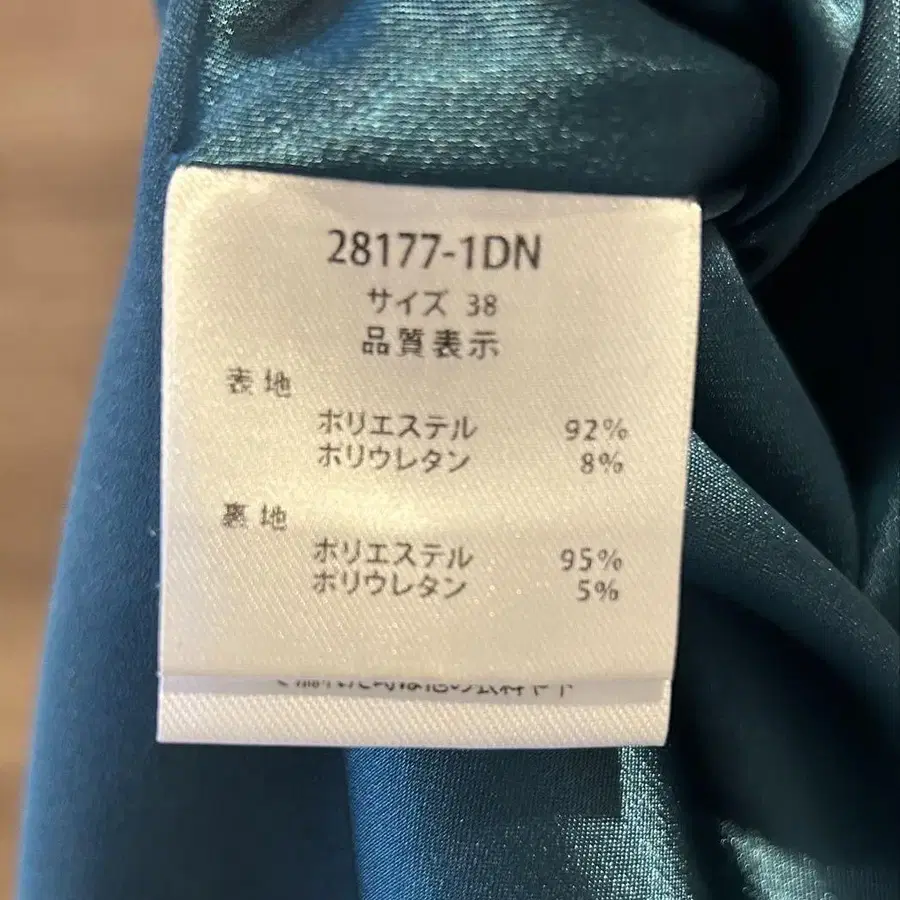 28177-1DN
サイズ 38
品質表示
表地
ポリエステル 92%
ポリウレタン 8%
裏地
ポリエステル 95%
ポリウレタン 5%